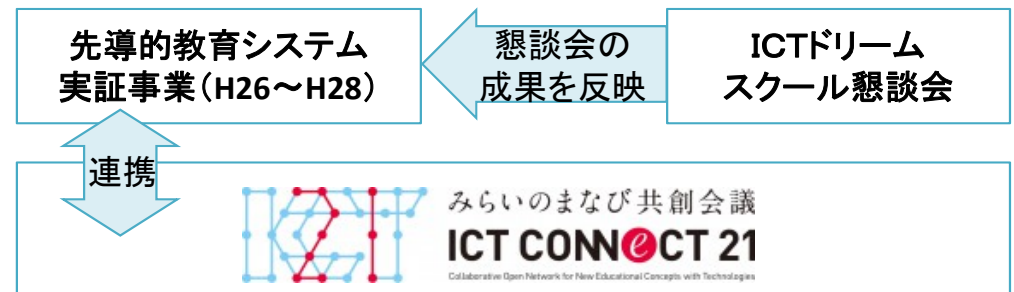 先導的教育システム
実証事業（H26～H28）
懇談会の
成果を反映
ICTドリーム
スクール懇談会
連携
みらいのまなび共創会議
ICT CONNeCT 21
Collaborative Open Network for New Educational Concepts with Technologies